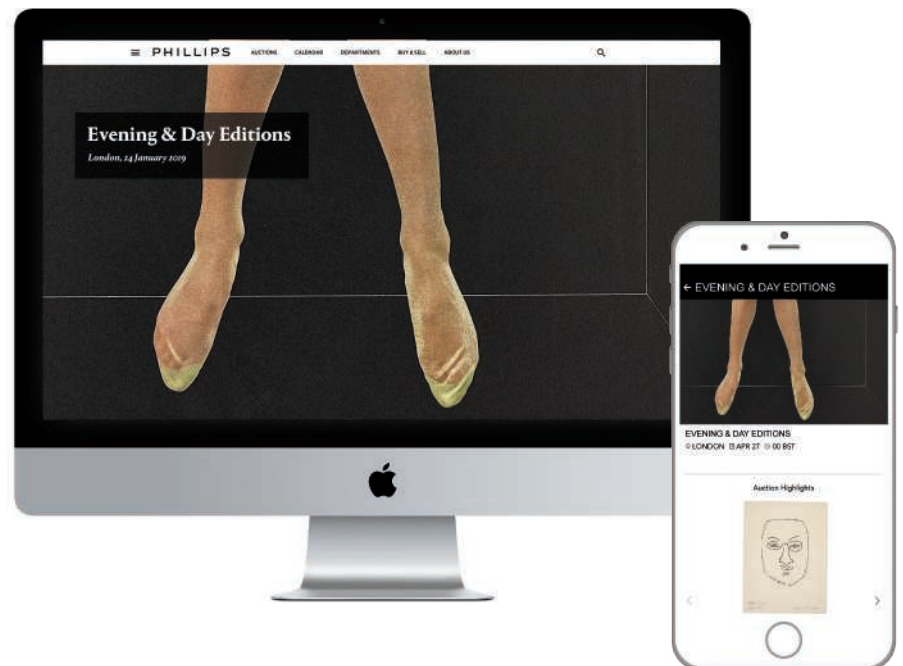 PHILLIPS AUCTIONS CALENDAR DEPARTMENTS BUY & SELL ABOUT US
Evening & Day Editions
London, 24 January 2019
← EVENING & DAY EDITIONS
EVENING & DAY EDITIONS
LONDON APR 27 00 BST
Auction Highlights